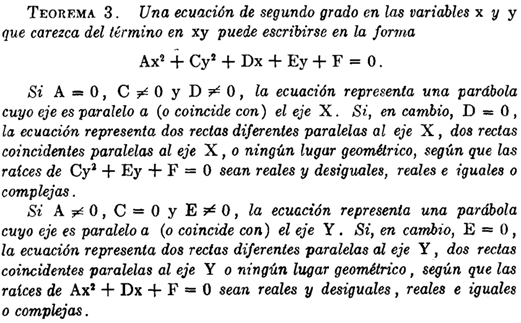 TEOREMA 3. Una ecuación de segundo grado en las variables x y y
que carezca del término en xy puede escribirse en la forma
Ax² + Cy² + Dx + Ey + F = 0.
Si A = 0, C ≠ 0 y D ≠ 0, la ecuación representa una parábola
cuyo eje es paralelo a (o coincide con) el eje X. Si, en cambio, D = 0,
la ecuación representa dos rectas diferentes paralelas al eje X, dos rectas
coincidentes paralelas al eje X, o ningún lugar geométrico, según que las
raíces de Cy² + Ey + F = 0 sean reales y desiguales, reales e iguales o
complejas.
Si A ≠ 0, C = 0 y E ≠ 0, la ecuación representa una parábola
cuyo eje es paralelo a (o coincide con) el eje Y. Si, en cambio, E = 0,
la ecuación representa dos rectas diferentes paralelas al eje Y, dos rectas
coincidentes paralelas al eje Y o ningún lugar geométrico, según que las
raíces de Ax² + Dx + F = 0 sean reales y desiguales, reales e iguales
o complejas.